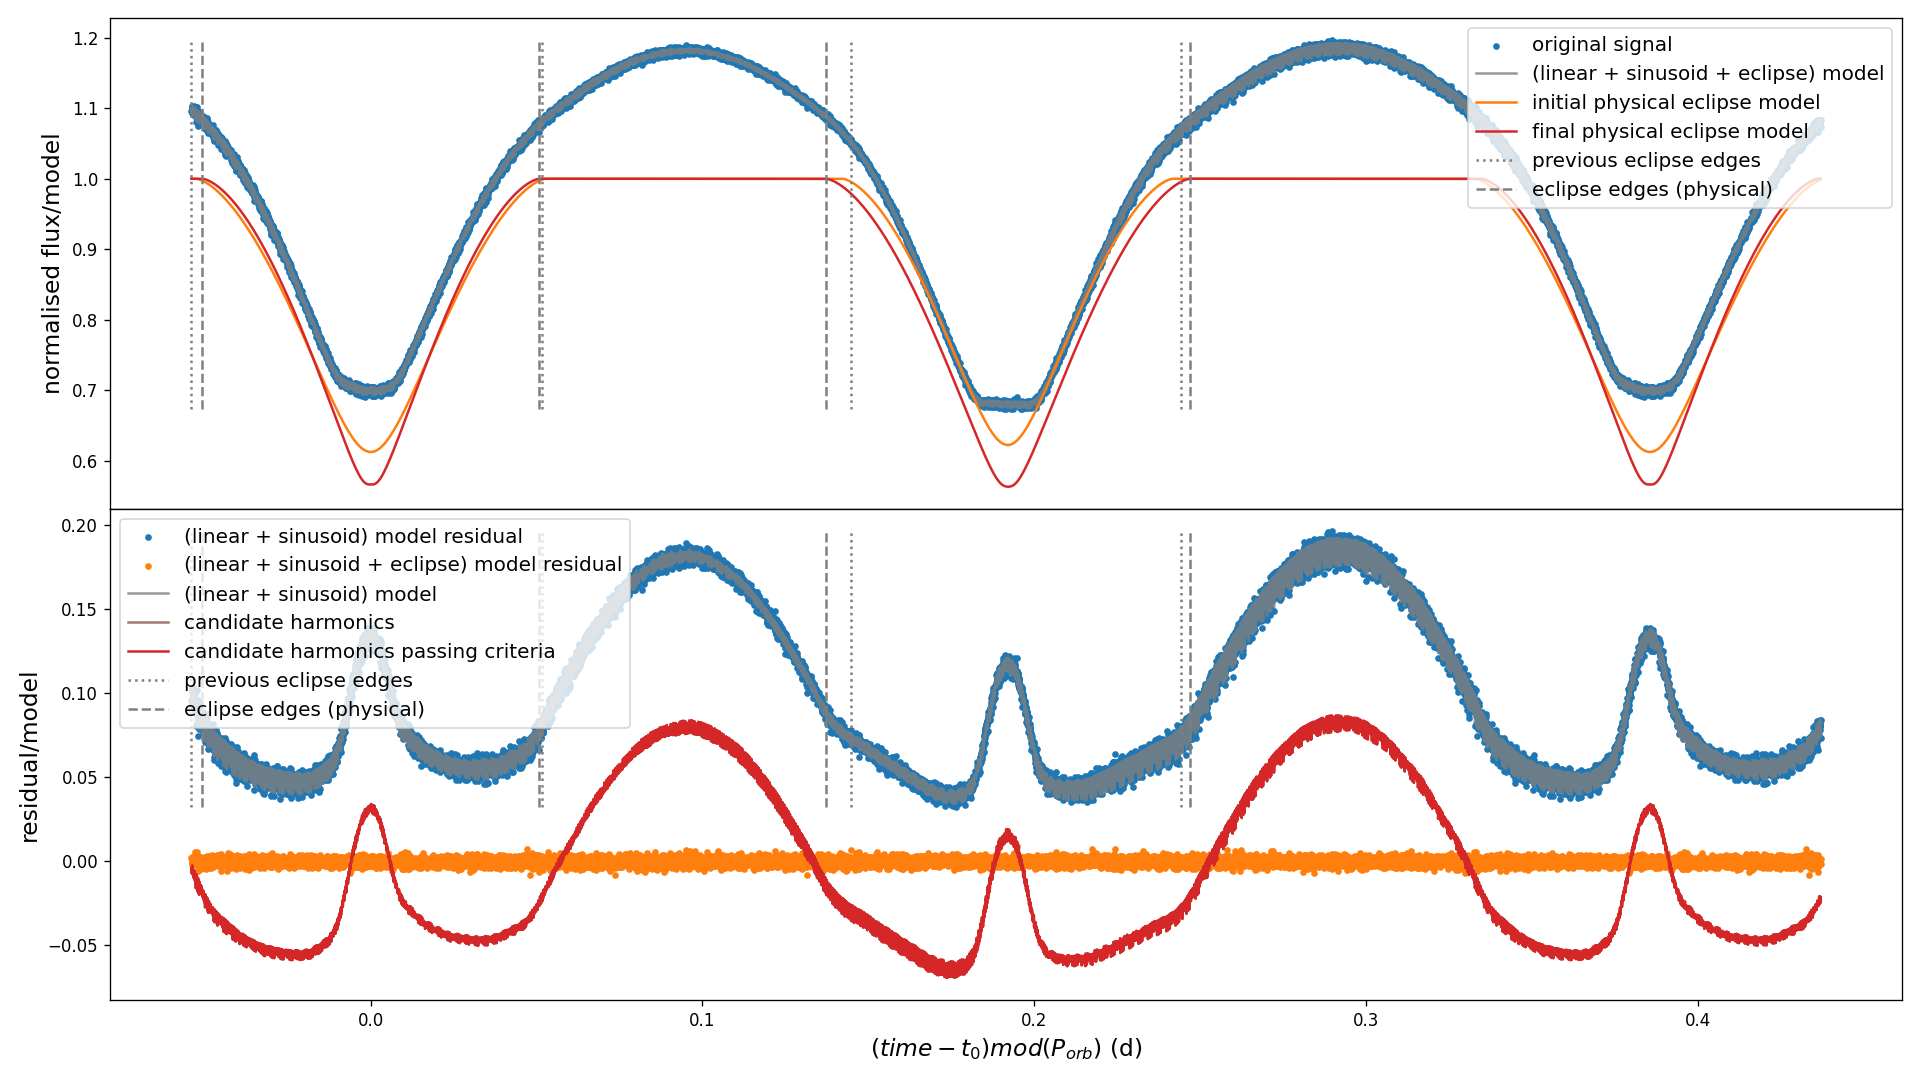 1.2
1.1
1.0
0.9
0.8
0.7
0.6
normalised flux/model
original signal
(linear + sinusoid + eclipse) model
initial physical eclipse model
final physical eclipse model
previous eclipse edges
eclipse edges (physical)
0.20
0.15
0.10
0.05
0.00
−0.05
residual/model
(linear + sinusoid) model residual
(linear + sinusoid + eclipse) model residual
(linear + sinusoid) model
candidate harmonics
candidate harmonics passing criteria
previous eclipse edges
eclipse edges (physical)
0.0 0.1 0.2 0.3 0.4
(time − t₀)mod(P_orb) (d)